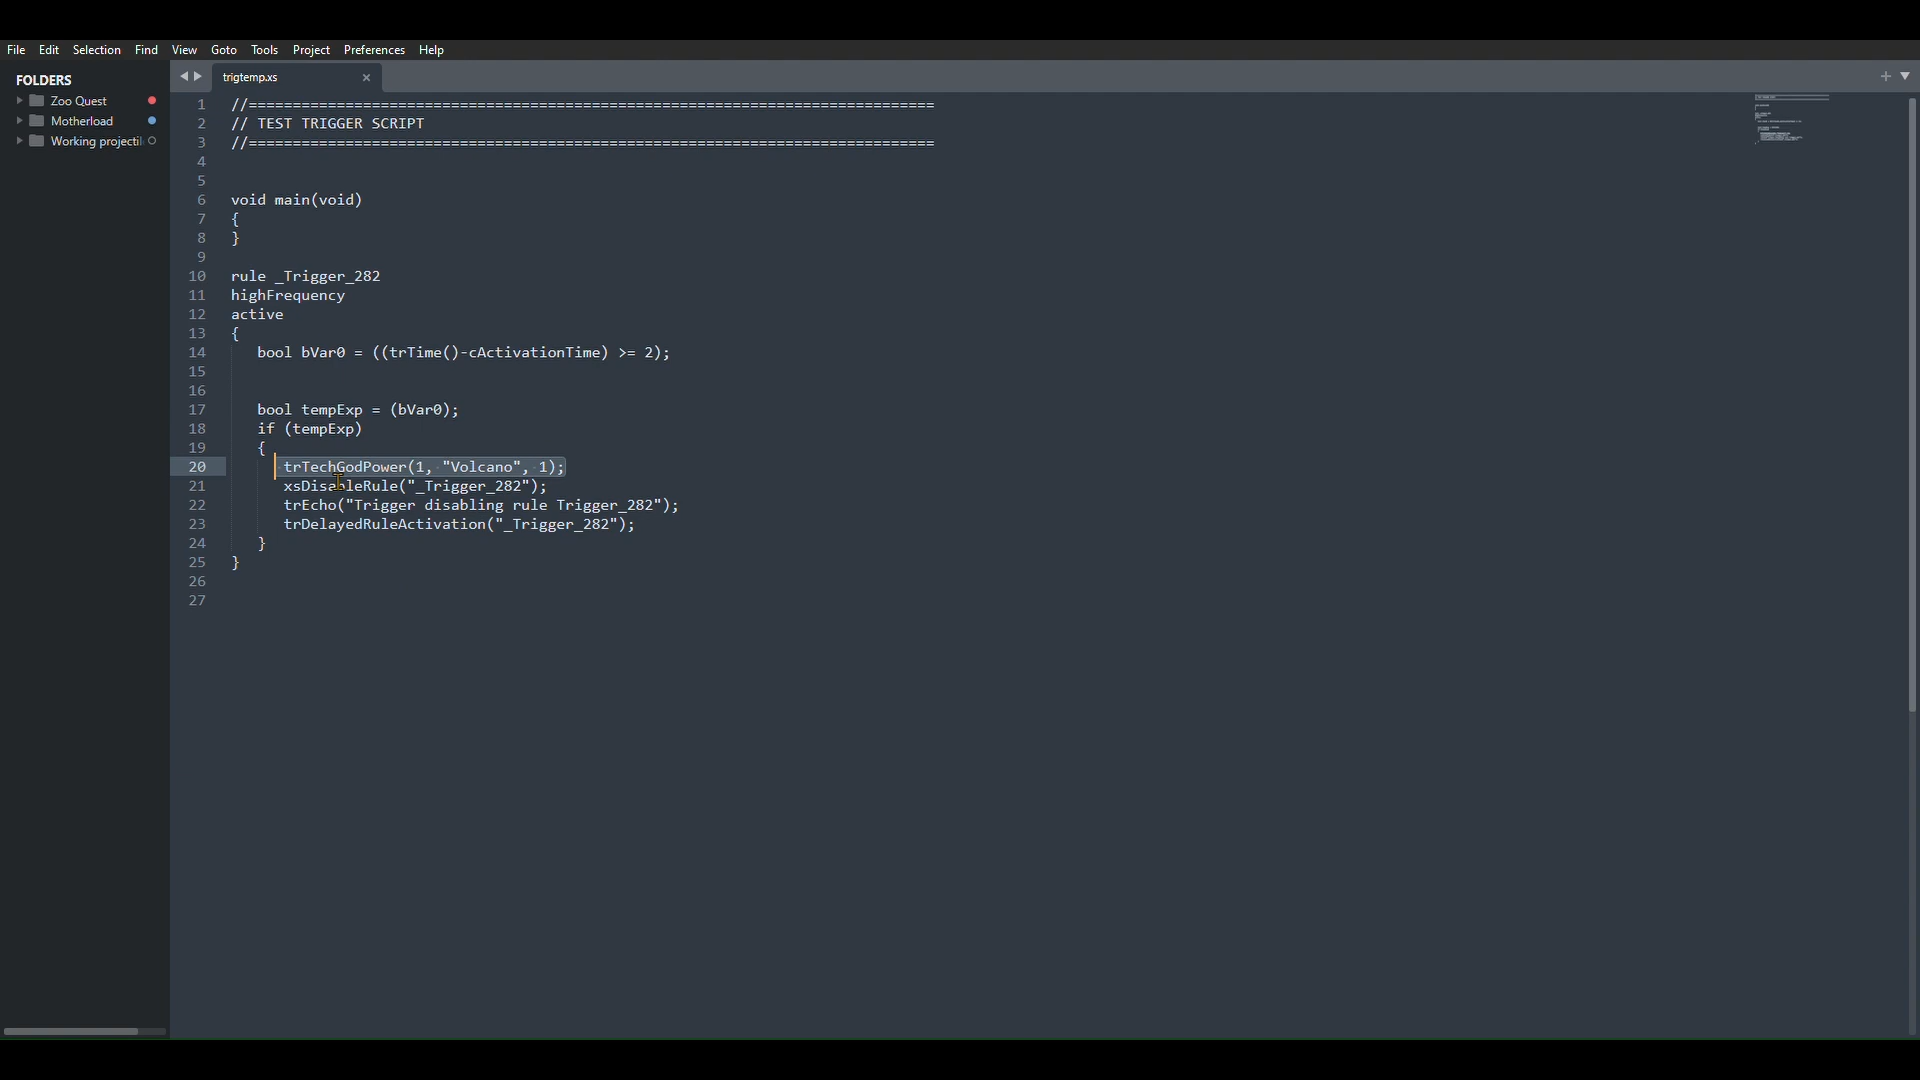 File Edit Selection Find View Goto Tools Project Preferences Help
FOLDERS
Zoo Quest
Motherload
Working projectil
trigtemp.xs
1 //==============================================================================
2 // TEST TRIGGER SCRIPT
3 //==============================================================================
4
5
6 void main(void)
7 {
8 }
9
10 rule _Trigger_282
11 highFrequency
12 active
13 {
14 bool bVar0 = ((trTime()-cActivationTime) >= 2);
15
16
17 bool tempExp = (bVar0);
18 if (tempExp)
19 {
20 trTechGodPower(1, "Volcano", 1);
21 xsDisableRule("_Trigger_282");
22 trEcho("Trigger disabling rule Trigger_282");
23 trDelayedRuleActivation("_Trigger_282");
24 }
25 }
26
27